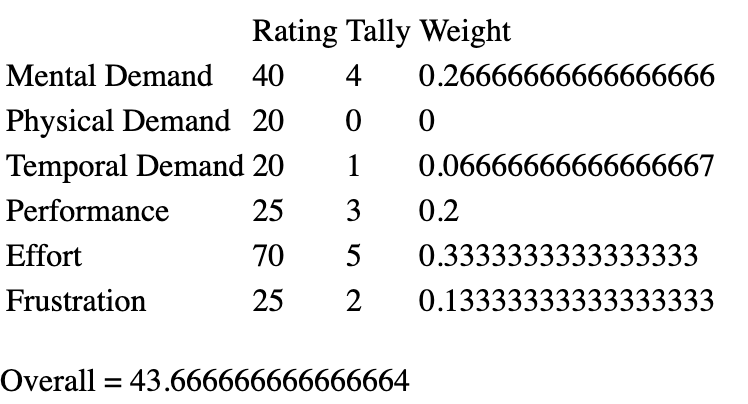 Rating Tally Weight
Mental Demand 40 4 0.26666666666666666
Physical Demand 20 0 0
Temporal Demand 20 1 0.06666666666666667
Performance 25 3 0.2
Effort 70 5 0.3333333333333333
Frustration 25 2 0.13333333333333333
Overall = 43.666666666666664